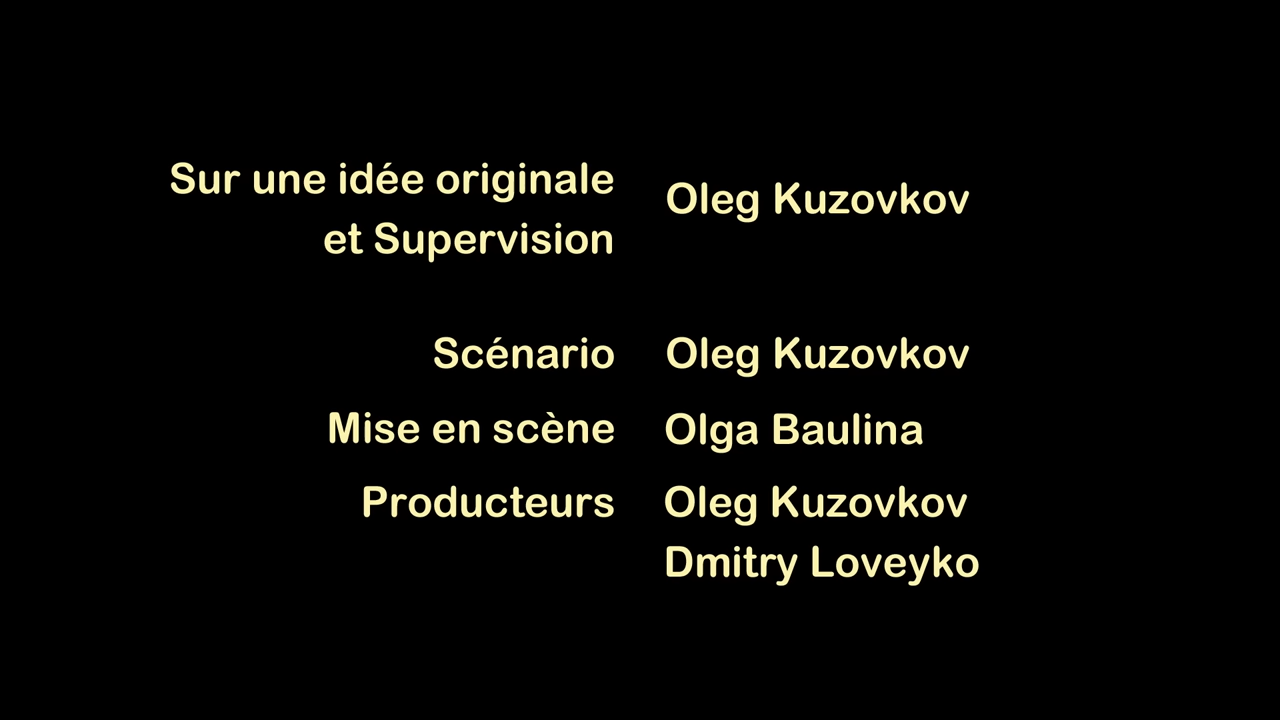 Sur une idée originale
et Supervision
Oleg Kuzovkov
Scénario Oleg Kuzovkov
Mise en scène Olga Baulina
Producteurs Oleg Kuzovkov
Dmitry Loveyko